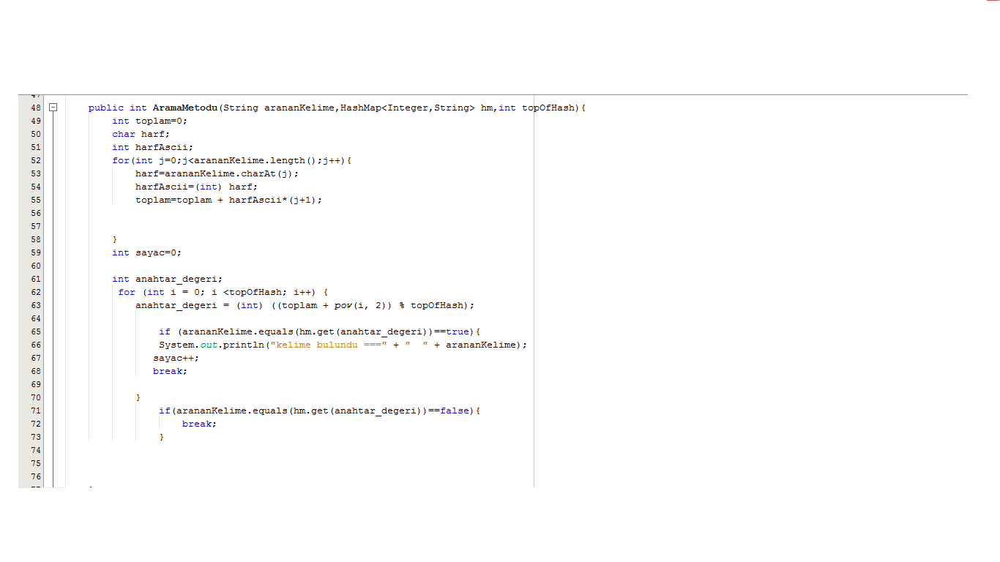 48 public int AramaMetodu(String arananKelime,HashMap<Integer,String> hm,int topOfHash){
49 int toplam=0;
50 char harf;
51 int harfAscii;
52 for(int j=0;j<arananKelime.length();j++){
53 harf=arananKelime.charAt(j);
54 harfAscii=(int) harf;
55 toplam=toplam + harfAscii*(j+1);
56
57
58 }
59 int sayac=0;
60
61 int anahtar_degeri;
62 for (int i = 0; i <topOfHash; i++) {
63 anahtar_degeri = (int) ((toplam + pow(i, 2)) % topOfHash);
64
65 if (arananKelime.equals(hm.get(anahtar_degeri))==true){
66 System.out.println("kelime bulundu ===" + "  " + arananKelime);
67 sayac++;
68 break;
69
70 }
71 if(arananKelime.equals(hm.get(anahtar_degeri))==false){
72 break;
73 }
74
75
76